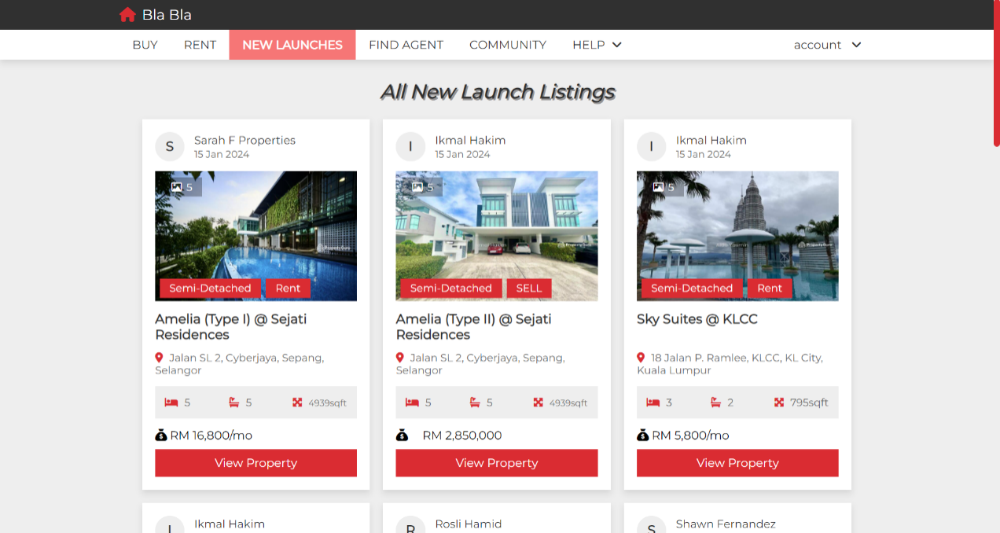 Bla Bla
BUY RENT NEW LAUNCHES FIND AGENT COMMUNITY HELP account
All New Launch Listings
S Sarah F Properties
15 Jan 2024
5
Semi-Detached Rent
Amelia (Type I) @ Sejati
Residences
Jalan SL 2, Cyberjaya, Sepang,
Selangor
5 5 4939sqft
RM 16,800/mo
View Property
I Ikmal Hakim
15 Jan 2024
5
Semi-Detached SELL
Amelia (Type II) @ Sejati
Residences
Jalan SL 2, Cyberjaya, Sepang,
Selangor
5 5 4939sqft
RM 2,850,000
View Property
I Ikmal Hakim
15 Jan 2024
5
Semi-Detached Rent
Sky Suites @ KLCC
18 Jalan P. Ramlee, KLCC, KL City,
Kuala Lumpur
3 2 795sqft
RM 5,800/mo
View Property
I Ikmal Hakim
R Rosli Hamid
S Shawn Fernandez